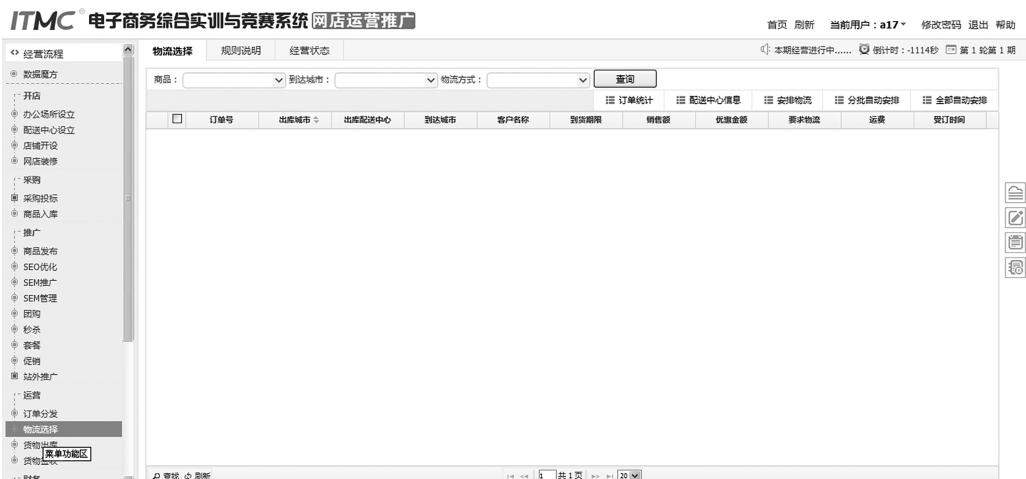 ITMC® 电子商务综合实训与竞赛系统 网店运营推广
首页 刷新 当前用户：a17 修改密码 退出 帮助
经营流程
数据魔方
开店
办公场所设立
配送中心设立
店铺开设
网店装修
采购
采购投标
商品入库
推广
商品发布
SEO优化
SEM推广
SEM管理
团购
秒杀
套餐
促销
站外推广
运营
订单分发
物流选择
货物出库
菜单功能区
货物签收
财务
物流选择 规则说明 经营状态
本期经营进行中...... 倒计时：-1114秒 第 1 轮第 1 期
商品： 到达城市： 物流方式： 查询
订单统计 配送中心信息 安排物流 分批自动安排 全部自动安排
订单号 出库城市 出库配送中心 到达城市 客户名称 到货期限 销售额 优惠金额 要求物流 运费 受订时间
查找 刷新 1 共 1 页 20